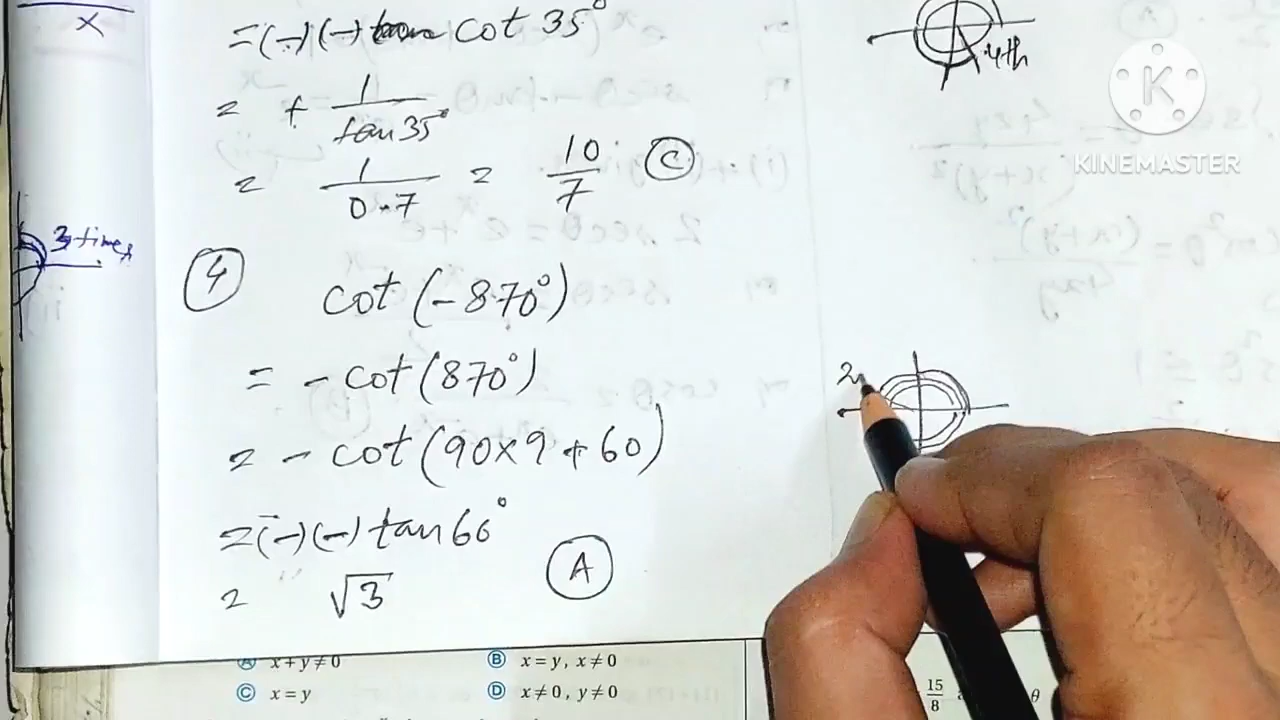 x
= (-) (-) cot 35°
= + 1/tan 35°
= 1/0.7 = 10/7 (C)
4th
KINEMASTER
3 times
(4) cot (-870°)
= - cot (870°)
= - cot (90×9+60)
= (-) (-) tan 60°
= √3 (A)
2
(A) x+y≠0 (B) x=y, x≠0
(C) x=y (D) x≠0, y≠0
15/8
θ